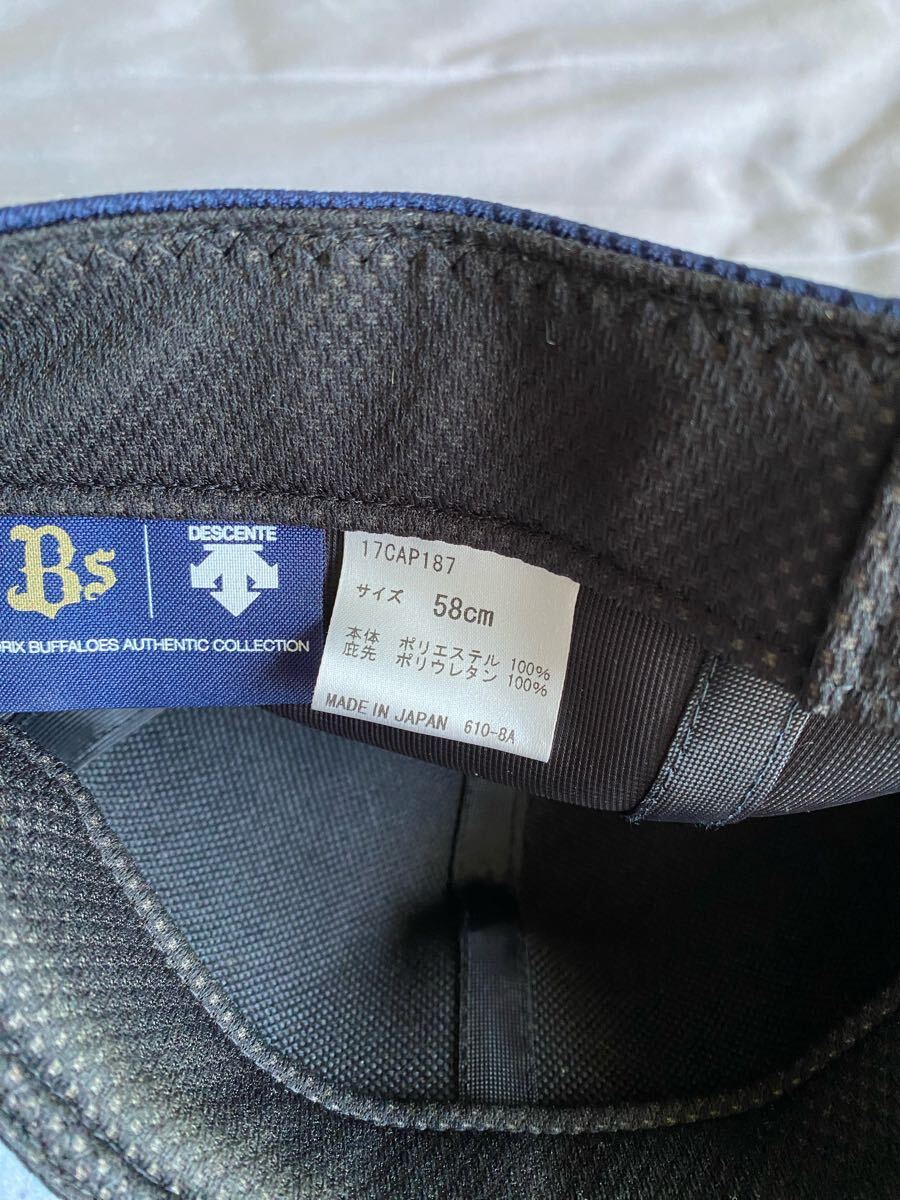 Bs
DESCENTE
RIX BUFFALOES AUTHENTIC COLLECTION
17CAP187
サイズ 58cm
本体 ポリエステル 100%
庇先 ポリウレタン 100%
MADE IN JAPAN 610-8A